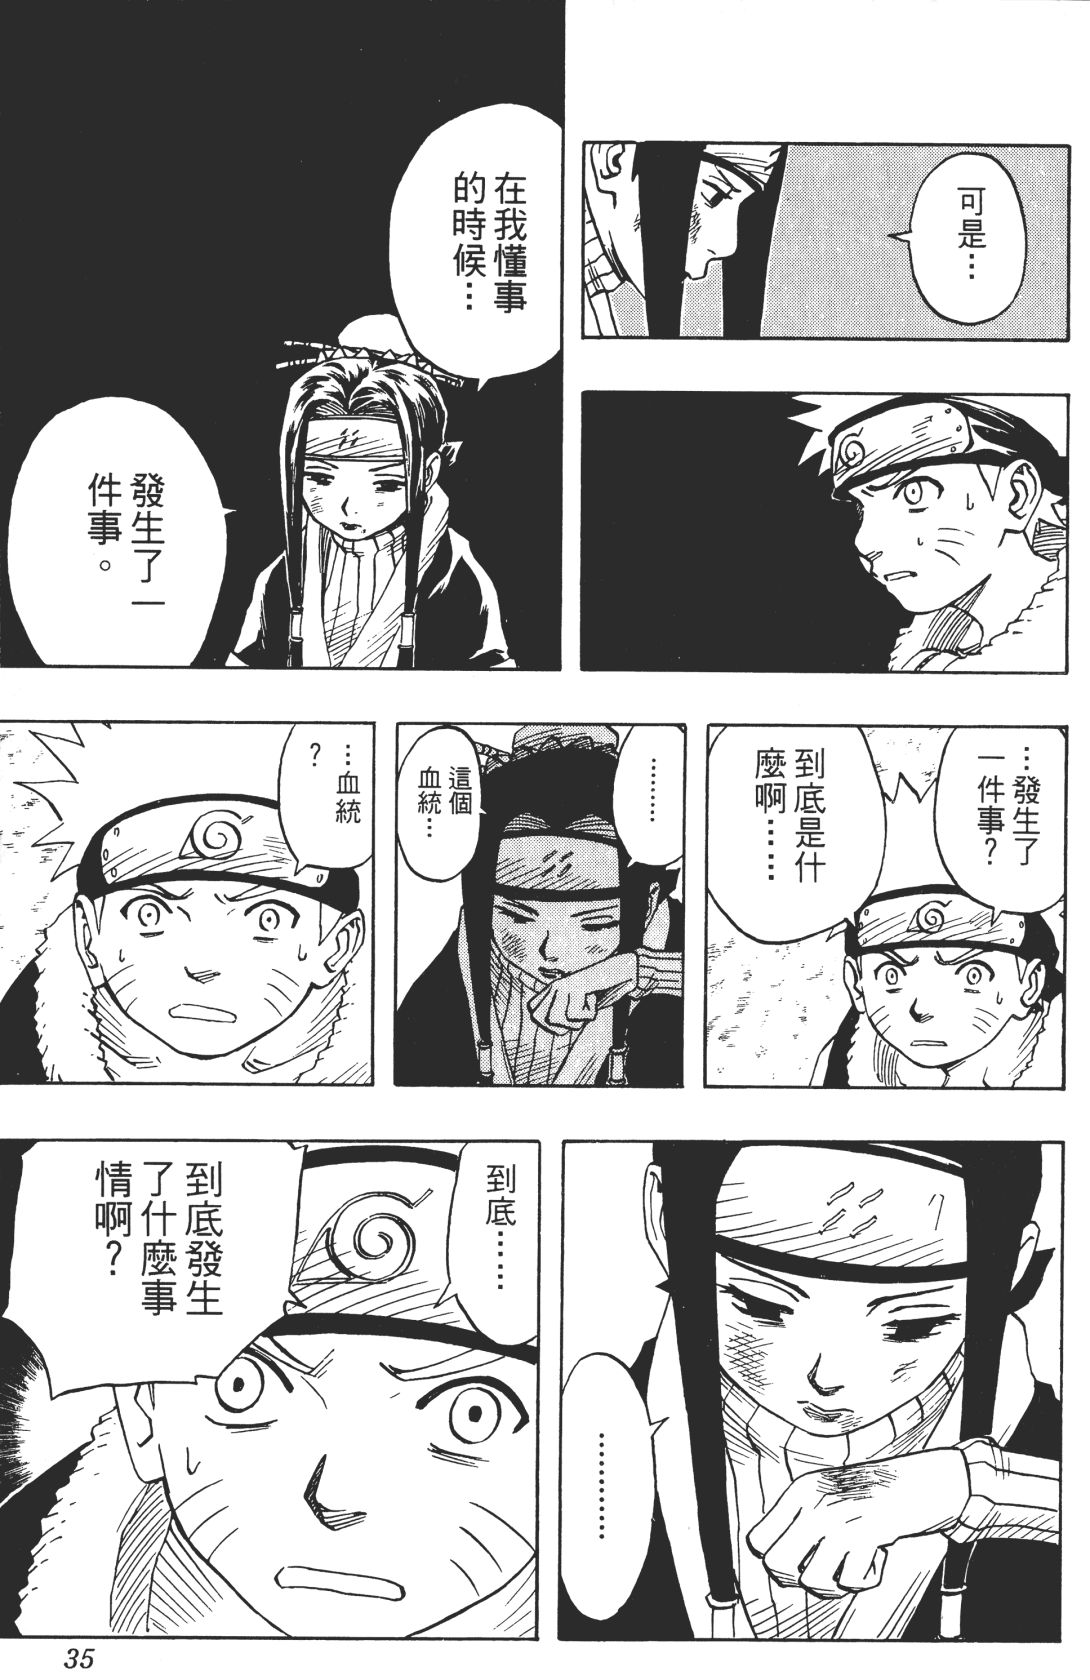 可是…
在我懂事
的時候…
發生了一
件事。
…發生了
一件事？
到底是什
麼啊……
………
這個
血統…
…血統
？
………
到底……
到底發生
了什麼事
情啊？
35